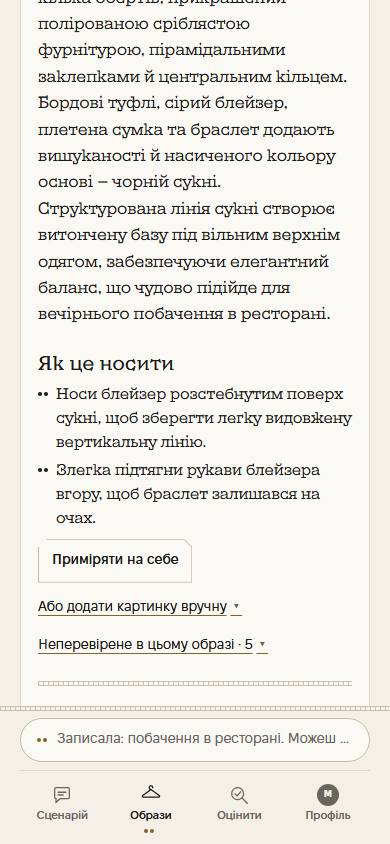 кілька обертів, прикрашений
полірованою сріблястою
фурнітурою, пірамідальними
заклепками й центральним кільцем.
Бордові туфлі, сірий блейзер,
плетена сумка та браслет додають
вишуканості й насиченого кольору
основі — чорній сукні.
Структурована лінія сукні створює
витончену базу під вільним верхнім
одягом, забезпечуючи елегантний
баланс, що чудово підійде для
вечірнього побачення в ресторані.
Як це носити
•• Носи блейзер розстебнутим поверх
сукні, щоб зберегти легку видовжену
вертикальну лінію.
•• Злегка підтягни рукави блейзера
вгору, щоб браслет залишався на
очах.
Приміряти на себе
Або додати картинку вручну ▾
Неперевірене в цьому образі · 5 ▾
•• Записала: побачення в ресторані. Можеш ...
Сценарій Образи Оцінити М Профіль